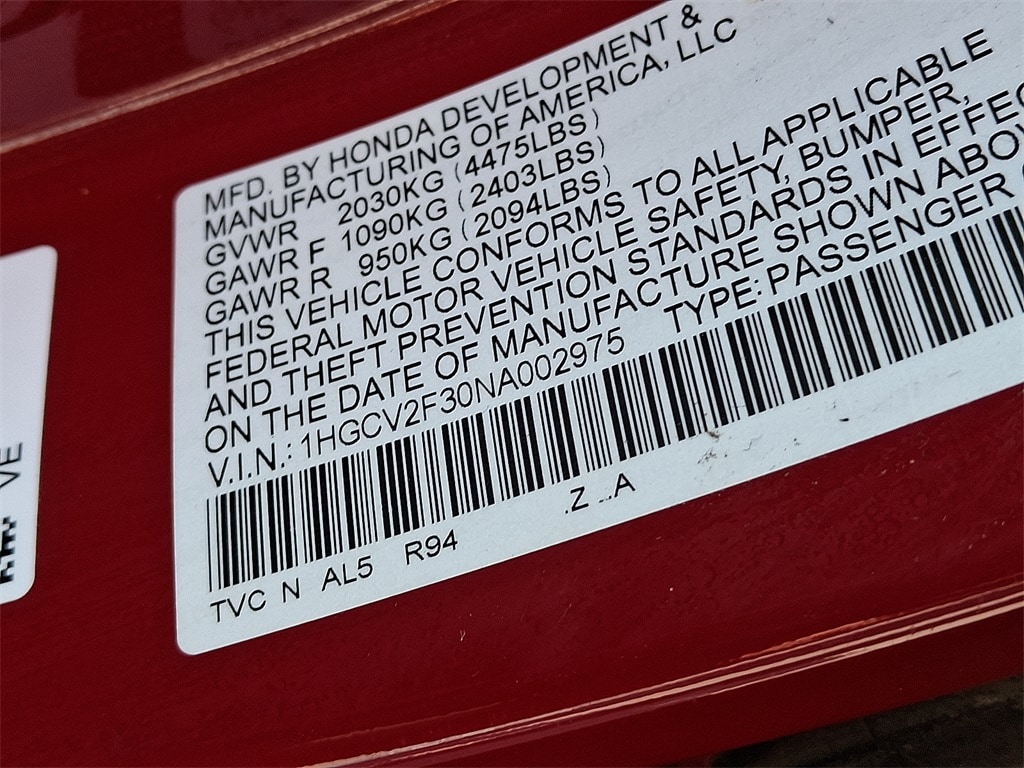 MFD. BY HONDA DEVELOPMENT &
MANUFACTURING OF AMERICA, LLC
GVWR 2030KG (4475LBS)
GAWR F 1090KG (2403LBS)
GAWR R 950KG (2094LBS)
THIS VEHICLE CONFORMS TO ALL APPLICABLE
FEDERAL MOTOR VEHICLE SAFETY, BUMPER,
AND THEFT PREVENTION STANDARDS IN EFFEC
ON THE DATE OF MANUFACTURE SHOWN ABOV
V.I.N.: 1HGCV2F30NA002975 TYPE: PASSENGER
TVC N AL5 R94 .Z ..A
VE